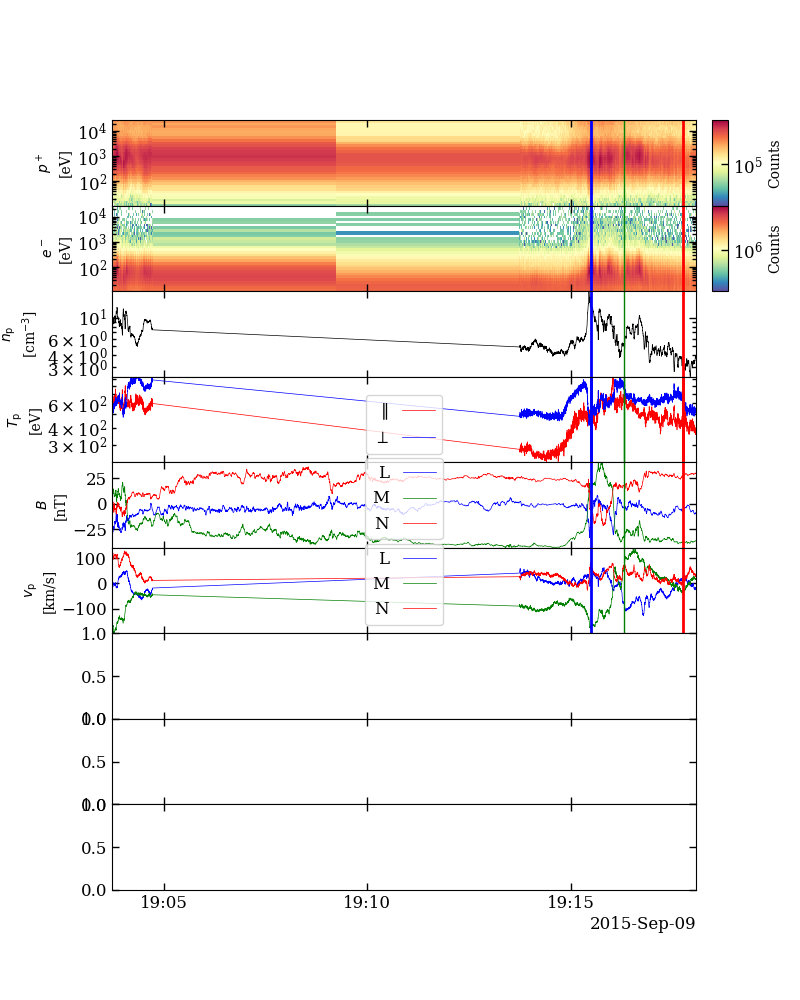 10⁴
10³
10²
p⁺
[eV]
10⁵
Counts
10⁴
10³
10²
e⁻
[eV]
10⁶
Counts
10¹
6 × 10⁰
4 × 10⁰
3 × 10⁰
nₚ
[cm⁻³]
6 × 10²
4 × 10²
3 × 10²
Tₚ
[eV]
∥
⊥
25
0
−25
B
[nT]
L
M
N
100
0
−100
vₚ
[km/s]
L
M
N
1.0
0.5
0.0
1.0
0.5
0.0
1.0
0.5
0.0
19:05
19:10
19:15
2015-Sep-09